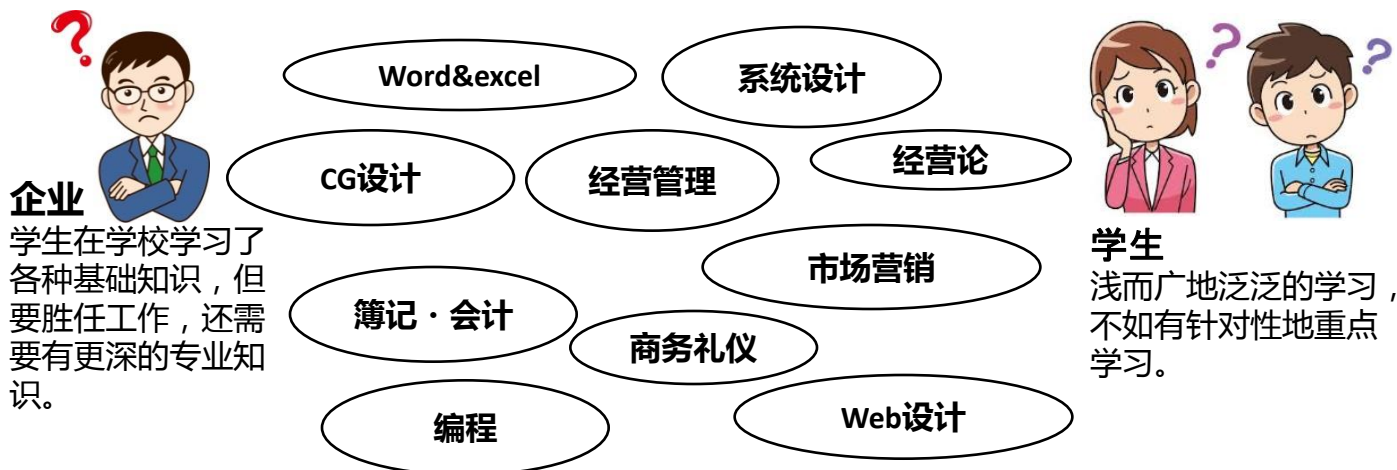 Word&excel
系统设计
CG设计
经营管理
经营论
企业
学生在学校学习了
各种基础知识，但
要胜任工作，还需
要有更深的专业知
识。
市场营销
簿记・会计
商务礼仪
编程
Web设计
学生
浅而广地泛泛的学习，
不如有针对性地重点
学习。